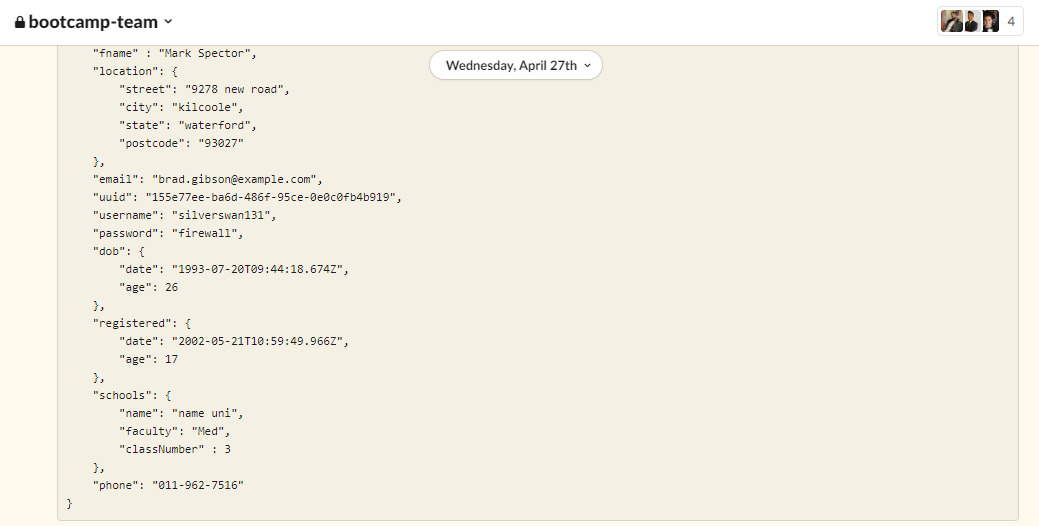 bootcamp-team
4
"fname" : "Mark Spector",
Wednesday, April 27th
"location": {
"street": "9278 new road",
"city": "kilcoole",
"state": "waterford",
"postcode": "93027"
},
"email": "brad.gibson@example.com",
"uuid": "155e77ee-ba6d-486f-95ce-0e0c0fb4b919",
"username": "silverswan131",
"password": "firewall",
"dob": {
"date": "1993-07-20T09:44:18.674Z",
"age": 26
},
"registered": {
"date": "2002-05-21T10:59:49.966Z",
"age": 17
},
"schools": {
"name": "name uni",
"faculty": "Med",
"classNumber" : 3
},
"phone": "011-962-7516"
}